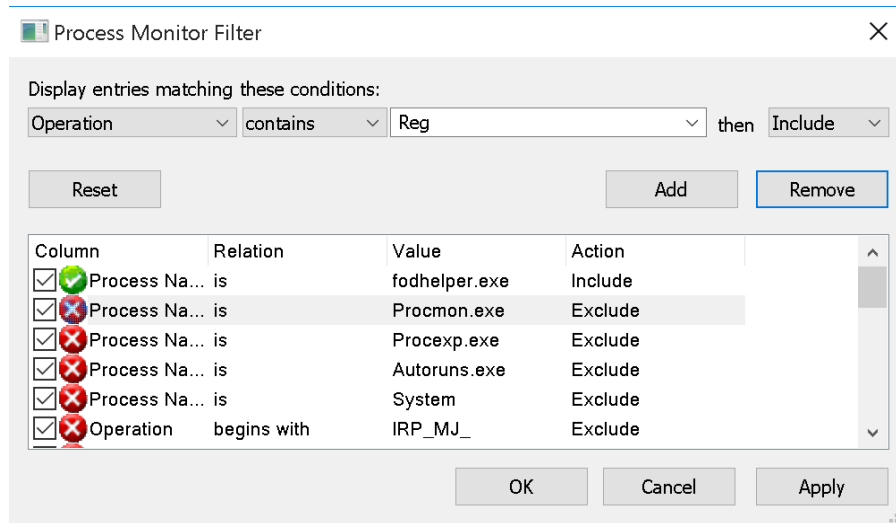 Process Monitor Filter
Display entries matching these conditions:
Operation contains Reg then Include
Reset Add Remove
Column Relation Value Action
Process Na... is fodhelper.exe Include
Process Na... is Procmon.exe Exclude
Process Na... is Procexp.exe Exclude
Process Na... is Autoruns.exe Exclude
Process Na... is System Exclude
Operation begins with IRP_MJ_ Exclude
OK Cancel Apply